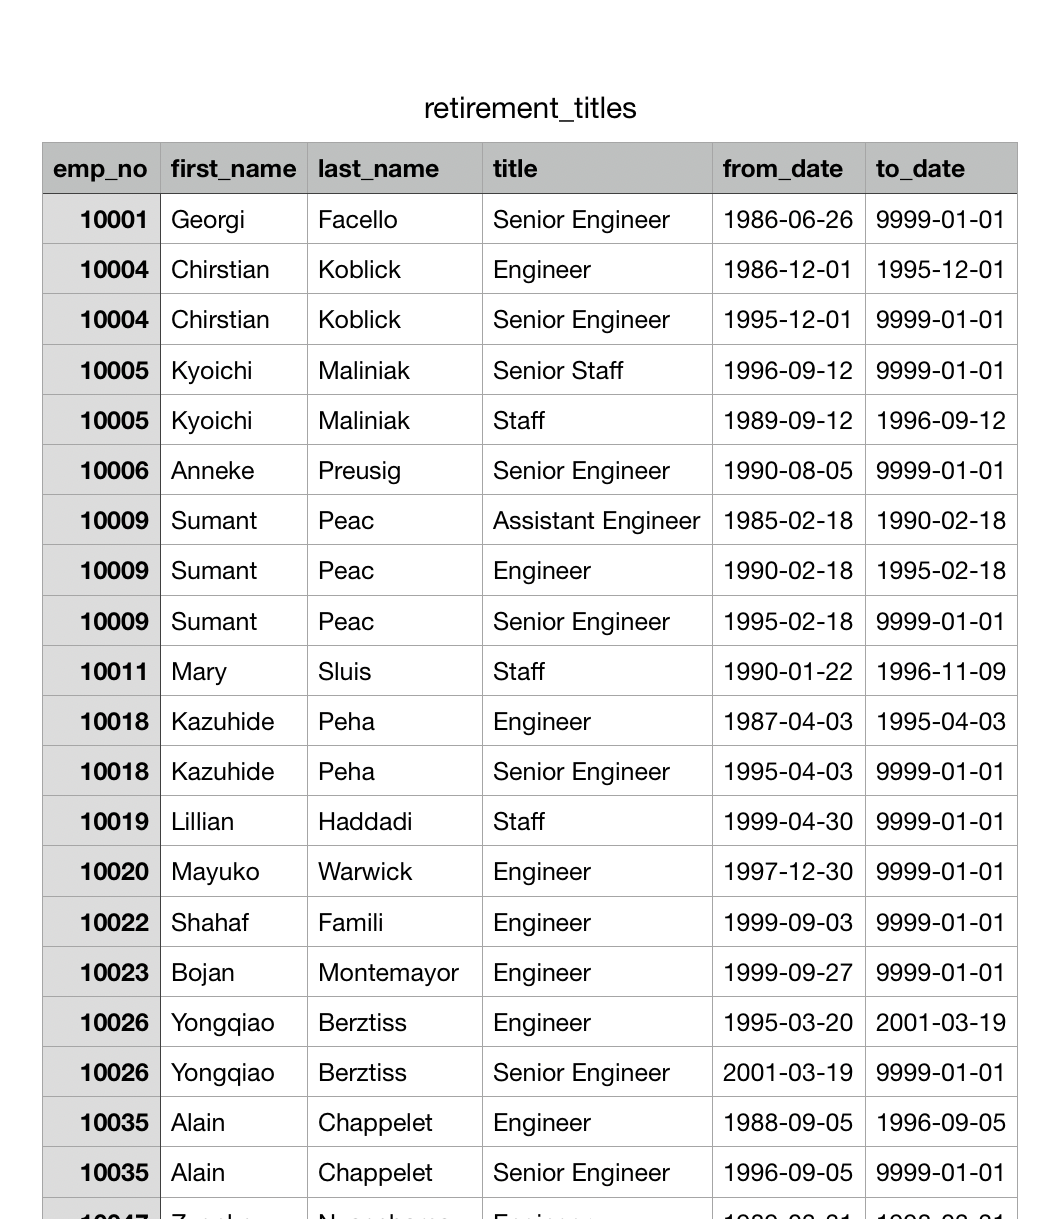 retirement_titles
emp_no first_name last_name title from_date to_date
10001 Georgi Facello Senior Engineer 1986-06-26 9999-01-01
10004 Chirstian Koblick Engineer 1986-12-01 1995-12-01
10004 Chirstian Koblick Senior Engineer 1995-12-01 9999-01-01
10005 Kyoichi Maliniak Senior Staff 1996-09-12 9999-01-01
10005 Kyoichi Maliniak Staff 1989-09-12 1996-09-12
10006 Anneke Preusig Senior Engineer 1990-08-05 9999-01-01
10009 Sumant Peac Assistant Engineer 1985-02-18 1990-02-18
10009 Sumant Peac Engineer 1990-02-18 1995-02-18
10009 Sumant Peac Senior Engineer 1995-02-18 9999-01-01
10011 Mary Sluis Staff 1990-01-22 1996-11-09
10018 Kazuhide Peha Engineer 1987-04-03 1995-04-03
10018 Kazuhide Peha Senior Engineer 1995-04-03 9999-01-01
10019 Lillian Haddadi Staff 1999-04-30 9999-01-01
10020 Mayuko Warwick Engineer 1997-12-30 9999-01-01
10022 Shahaf Famili Engineer 1999-09-03 9999-01-01
10023 Bojan Montemayor Engineer 1999-09-27 9999-01-01
10026 Yongqiao Berztiss Engineer 1995-03-20 2001-03-19
10026 Yongqiao Berztiss Senior Engineer 2001-03-19 9999-01-01
10035 Alain Chappelet Engineer 1988-09-05 1996-09-05
10035 Alain Chappelet Senior Engineer 1996-09-05 9999-01-01